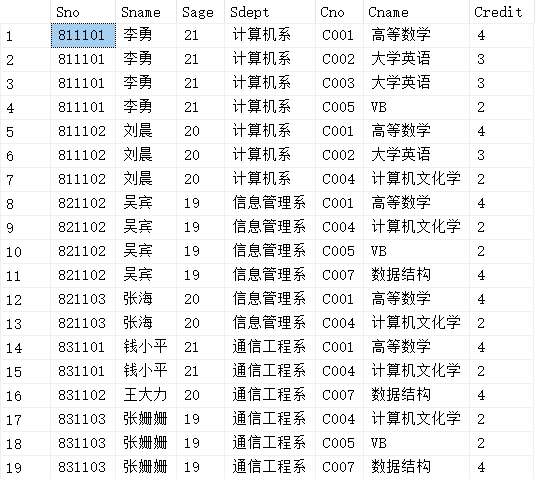 Sno Sname Sage Sdept Cno Cname Credit
1 811101 李勇 21 计算机系 C001 高等数学 4
2 811101 李勇 21 计算机系 C002 大学英语 3
3 811101 李勇 21 计算机系 C003 大学英语 3
4 811101 李勇 21 计算机系 C005 VB 2
5 811102 刘晨 20 计算机系 C001 高等数学 4
6 811102 刘晨 20 计算机系 C002 大学英语 3
7 811102 刘晨 20 计算机系 C004 计算机文化学 2
8 821102 吴宾 19 信息管理系 C001 高等数学 4
9 821102 吴宾 19 信息管理系 C004 计算机文化学 2
10 821102 吴宾 19 信息管理系 C005 VB 2
11 821102 吴宾 19 信息管理系 C007 数据结构 4
12 821103 张海 20 信息管理系 C001 高等数学 4
13 821103 张海 20 信息管理系 C004 计算机文化学 2
14 831101 钱小平 21 通信工程系 C001 高等数学 4
15 831101 钱小平 21 通信工程系 C004 计算机文化学 2
16 831102 王大力 20 通信工程系 C007 数据结构 4
17 831103 张姗姗 19 通信工程系 C004 计算机文化学 2
18 831103 张姗姗 19 通信工程系 C005 VB 2
19 831103 张姗姗 19 通信工程系 C007 数据结构 4